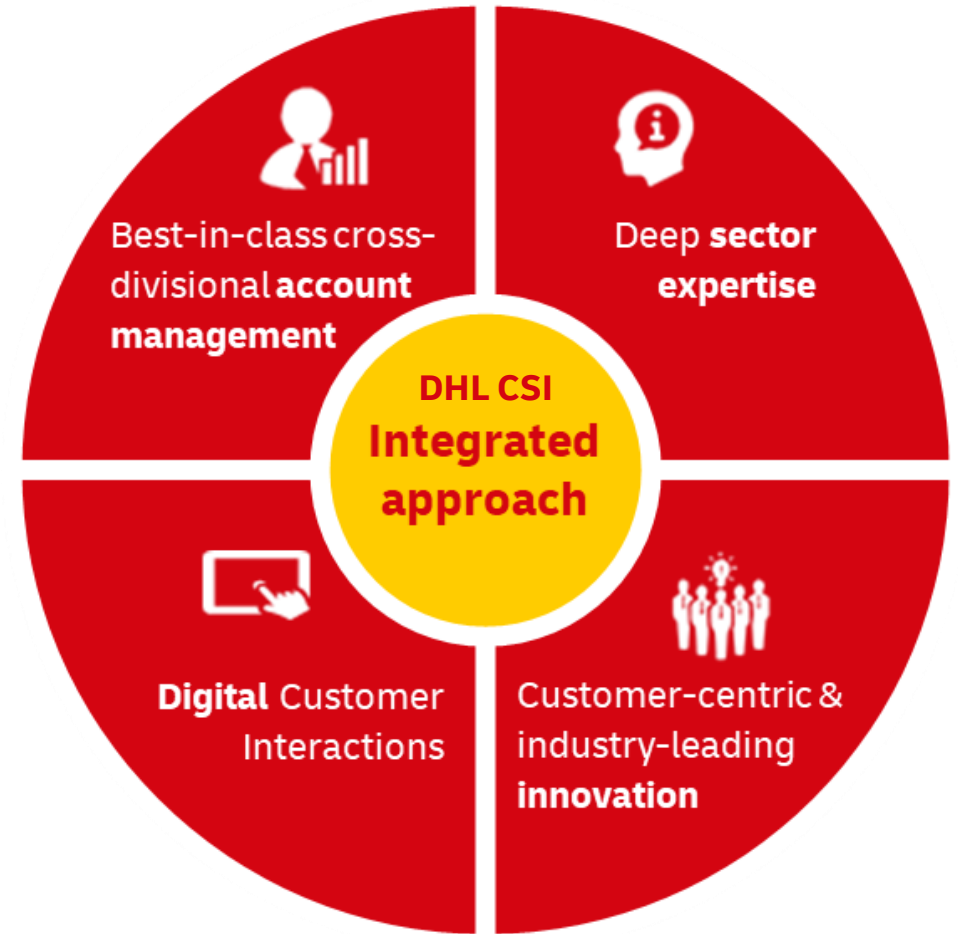 Best-in-class cross-
divisional account
management
Deep sector
expertise
DHL CSI
Integrated
approach
Digital Customer
Interactions
Customer-centric &
industry-leading
innovation